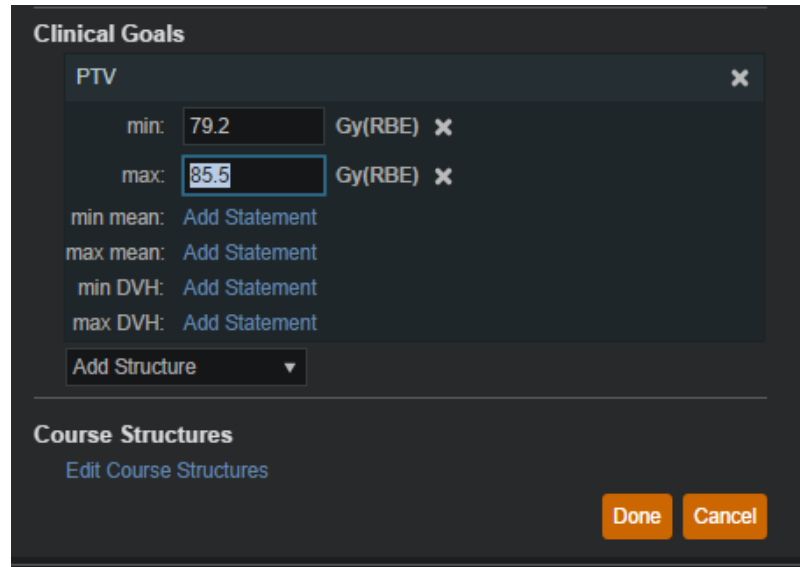 Clinical Goals
PTV
min: 79.2 Gy(RBE)
max: 85.5 Gy(RBE)
min mean: Add Statement
max mean: Add Statement
min DVH: Add Statement
max DVH: Add Statement
Add Structure
Course Structures
Edit Course Structures
Done Cancel